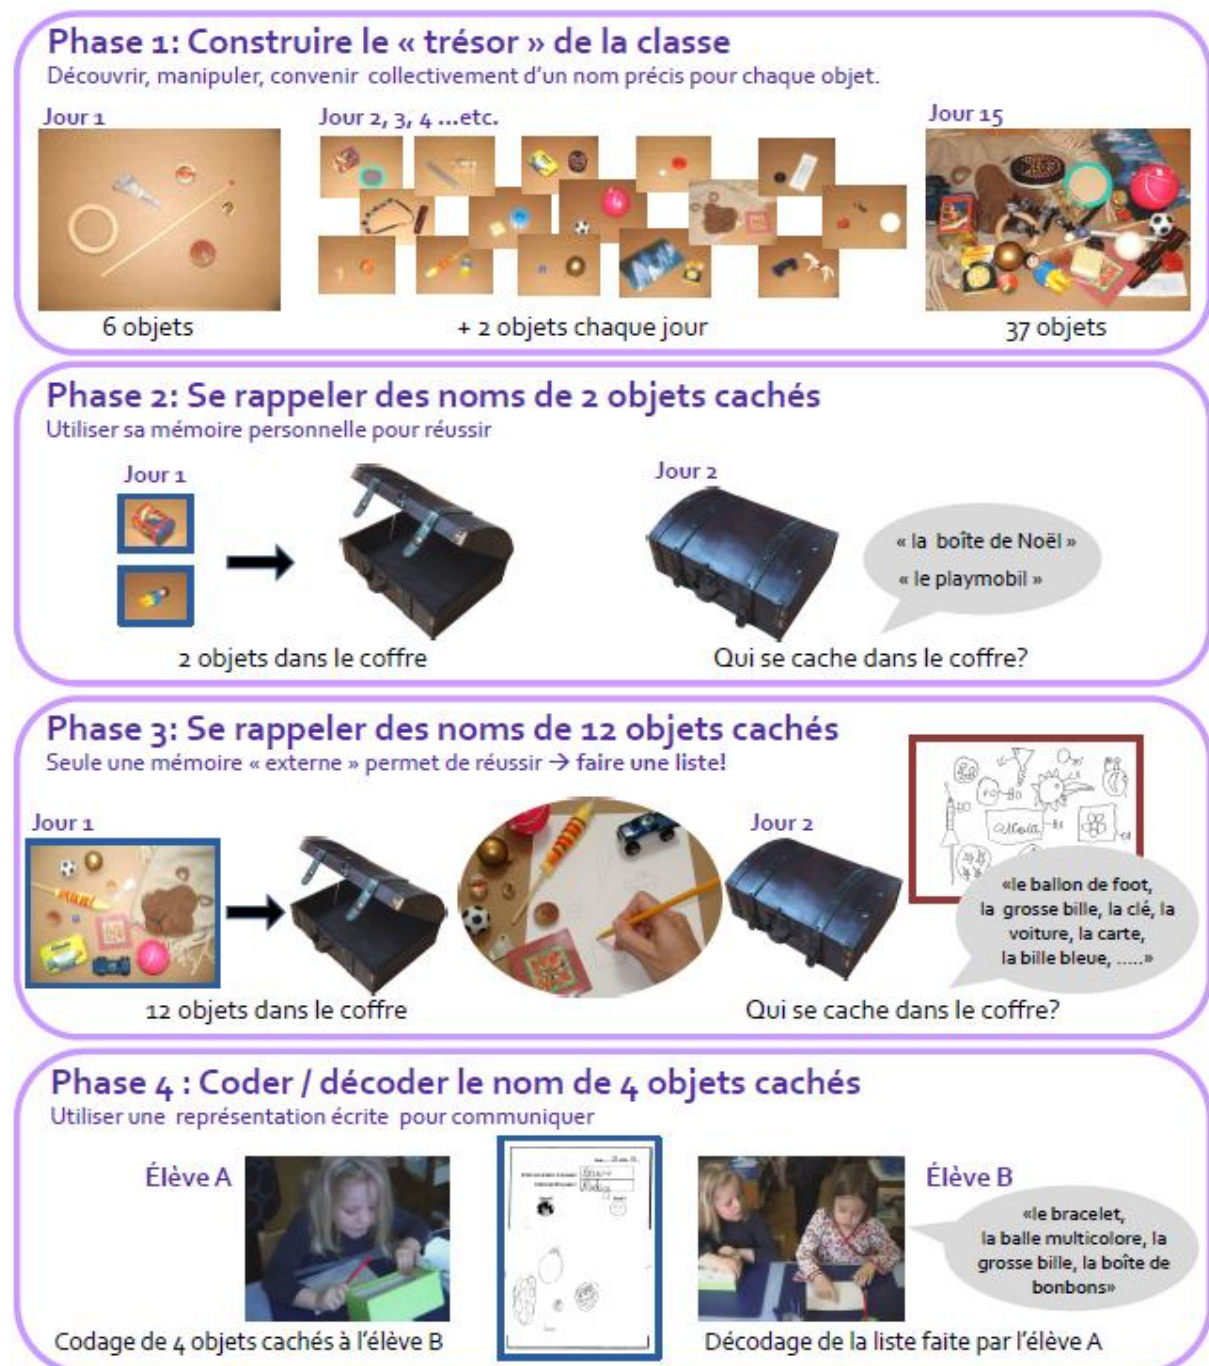 Phase 1: Construire le « trésor » de la classe
Découvrir, manipuler, convenir collectivement d'un nom précis pour chaque objet.
Jour 1
Jour 2, 3, 4 ...etc.
Jour 15
6 objets
+ 2 objets chaque jour
37 objets
Phase 2: Se rappeler des noms de 2 objets cachés
Utiliser sa mémoire personnelle pour réussir
Jour 1
Jour 2
« la boîte de Noël »
« le playmobil »
2 objets dans le coffre
Qui se cache dans le coffre?
Phase 3: Se rappeler des noms de 12 objets cachés
Seule une mémoire « externe » permet de réussir → faire une liste!
Jour 1
Jour 2
«le ballon de foot,
la grosse bille, la clé, la
voiture, la carte,
la bille bleue, .....»
12 objets dans le coffre
Qui se cache dans le coffre?
Phase 4 : Coder / décoder le nom de 4 objets cachés
Utiliser une représentation écrite pour communiquer
Élève A
Élève B
«le bracelet,
la balle multicolore, la
grosse bille, la boîte de
bonbons»
Codage de 4 objets cachés à l'élève B
Décodage de la liste faite par l'élève A